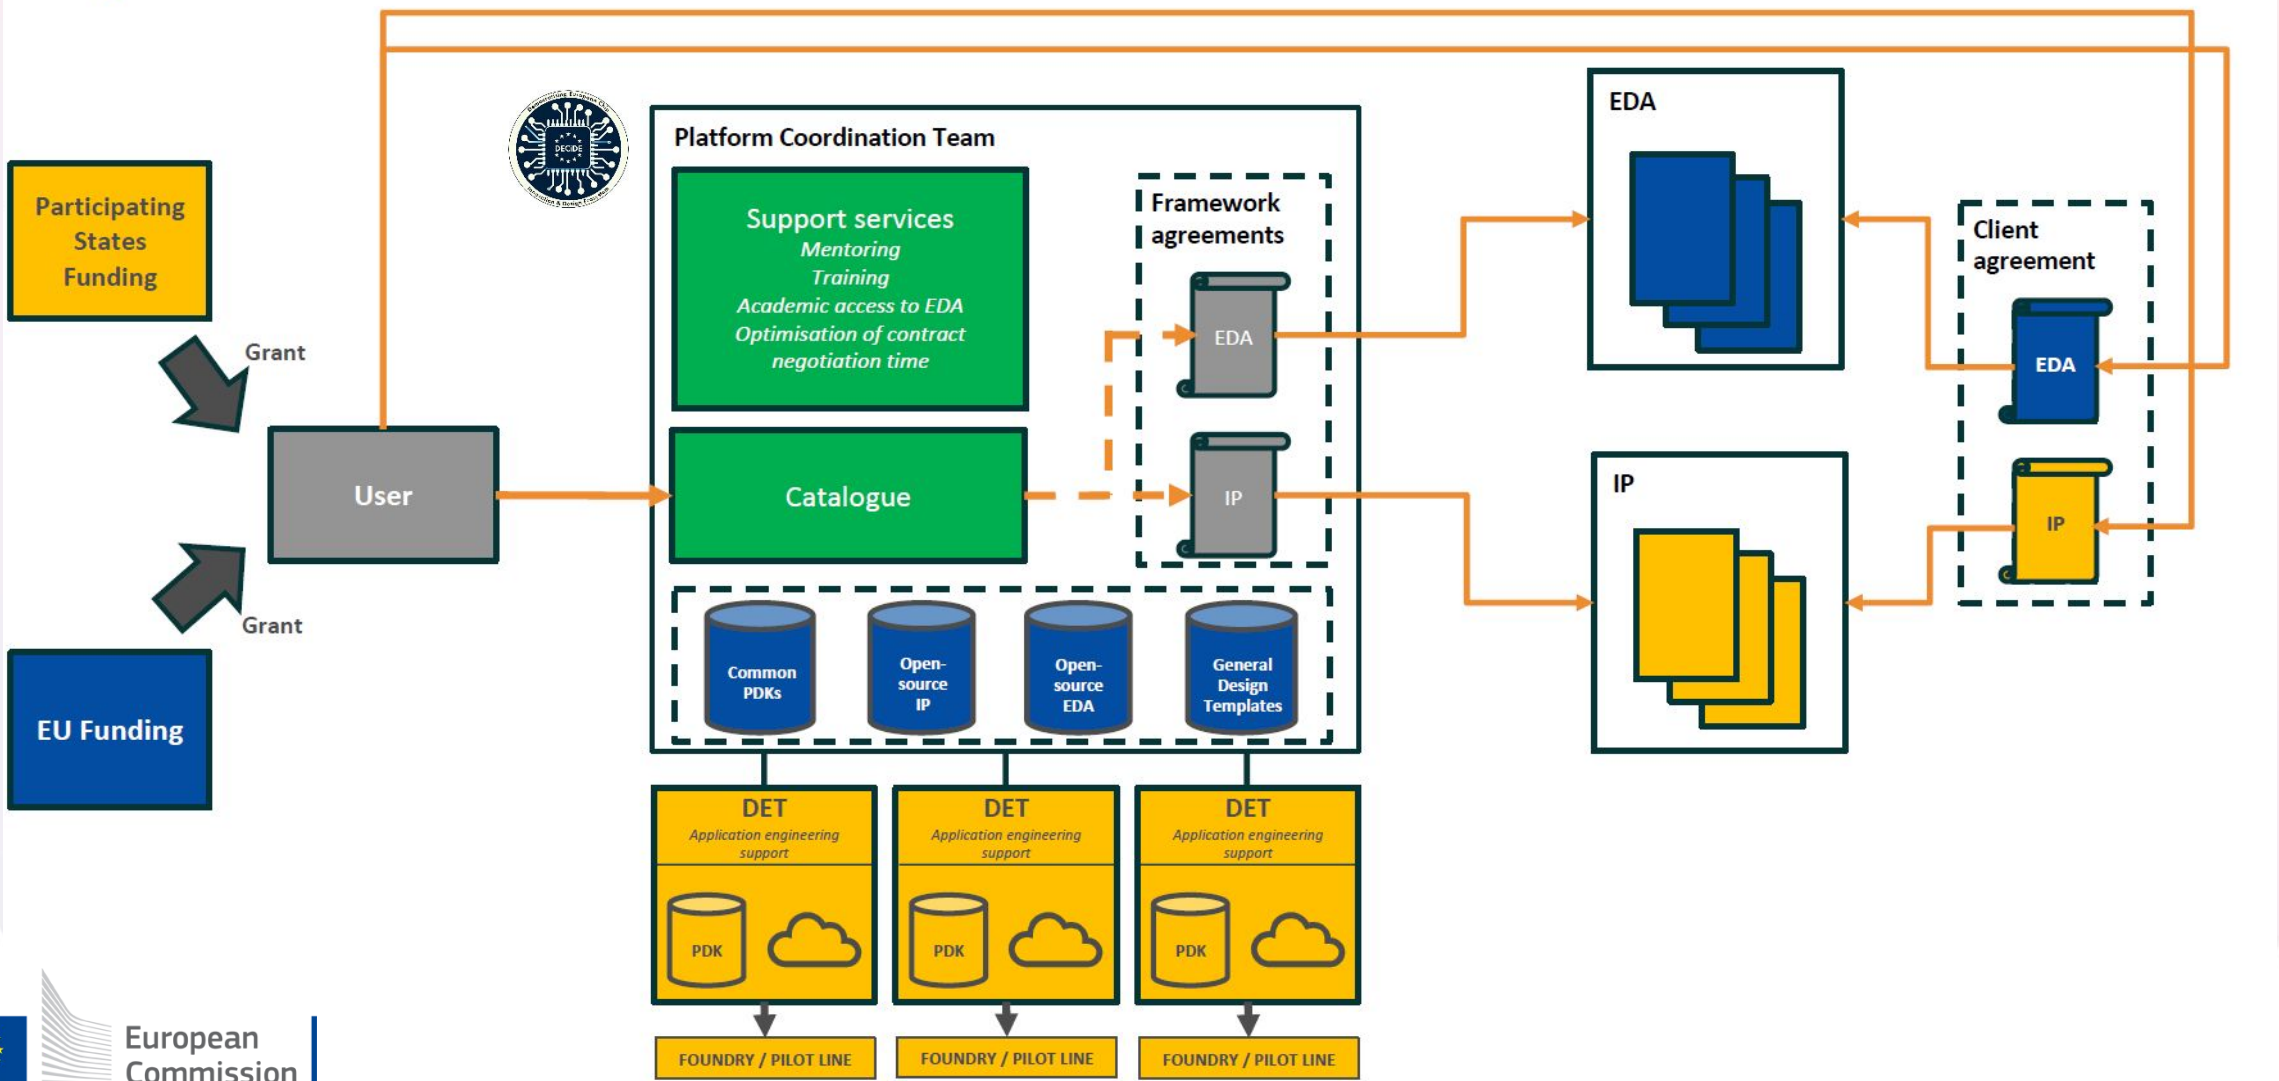 Participating
States
Funding
Grant
User
Grant
EU Funding
DECIDE
Platform Coordination Team
Support services
Mentoring
Training
Academic access to EDA
Optimisation of contract
negotiation time
Catalogue
Framework
agreements
EDA
IP
Common
PDKs
Open-
source
IP
Open-
source
EDA
General
Design
Templates
DET
Application engineering
support
PDK
FOUNDRY / PILOT LINE
DET
Application engineering
support
PDK
FOUNDRY / PILOT LINE
DET
Application engineering
support
PDK
FOUNDRY / PILOT LINE
EDA
IP
Client
agreement
EDA
IP
European
Commission